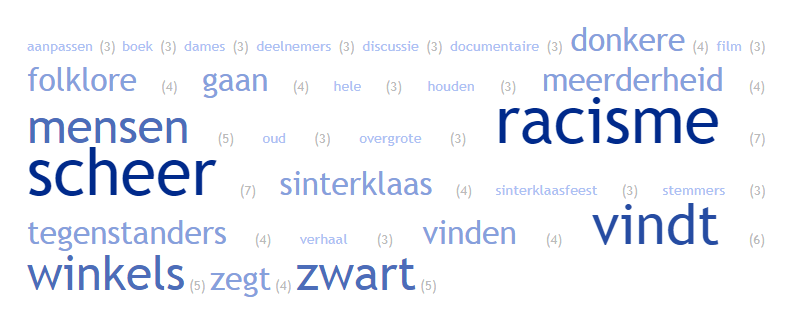 aanpassen (3) boek (3) dames (3) deelnemers (3) discussie (3) documentaire (3) donkere (4) film (3)
folklore (4) gaan (4) hele (3) houden (3) meerderheid (4)
mensen (5) oud (3) overgrote (3) racisme (7)
scheer (7) sinterklaas (4) sinterklaasfeest (3) stemmers (3)
tegenstanders (4) verhaal (3) vinden (4) vindt (6)
winkels (5) zegt (4) zwart (5)